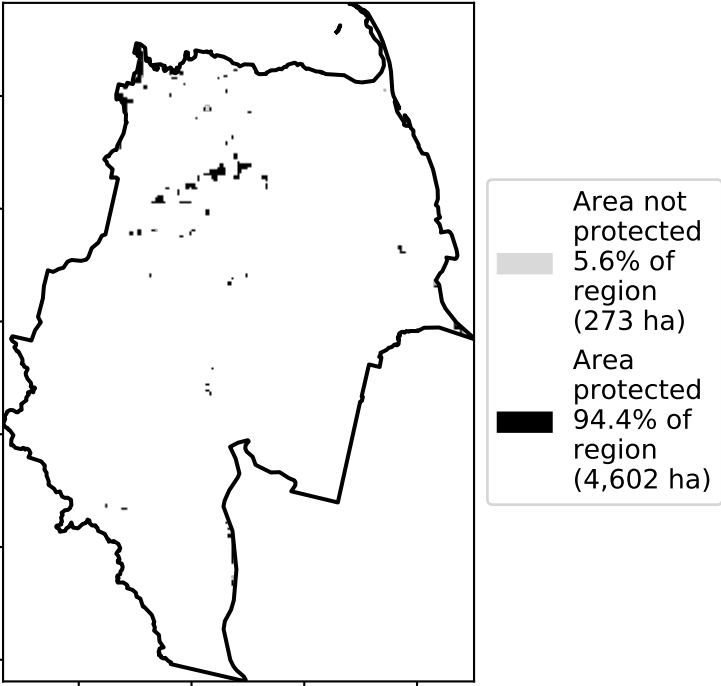 Area not
protected
5.6% of
region
(273 ha)
Area
protected
94.4% of
region
(4,602 ha)